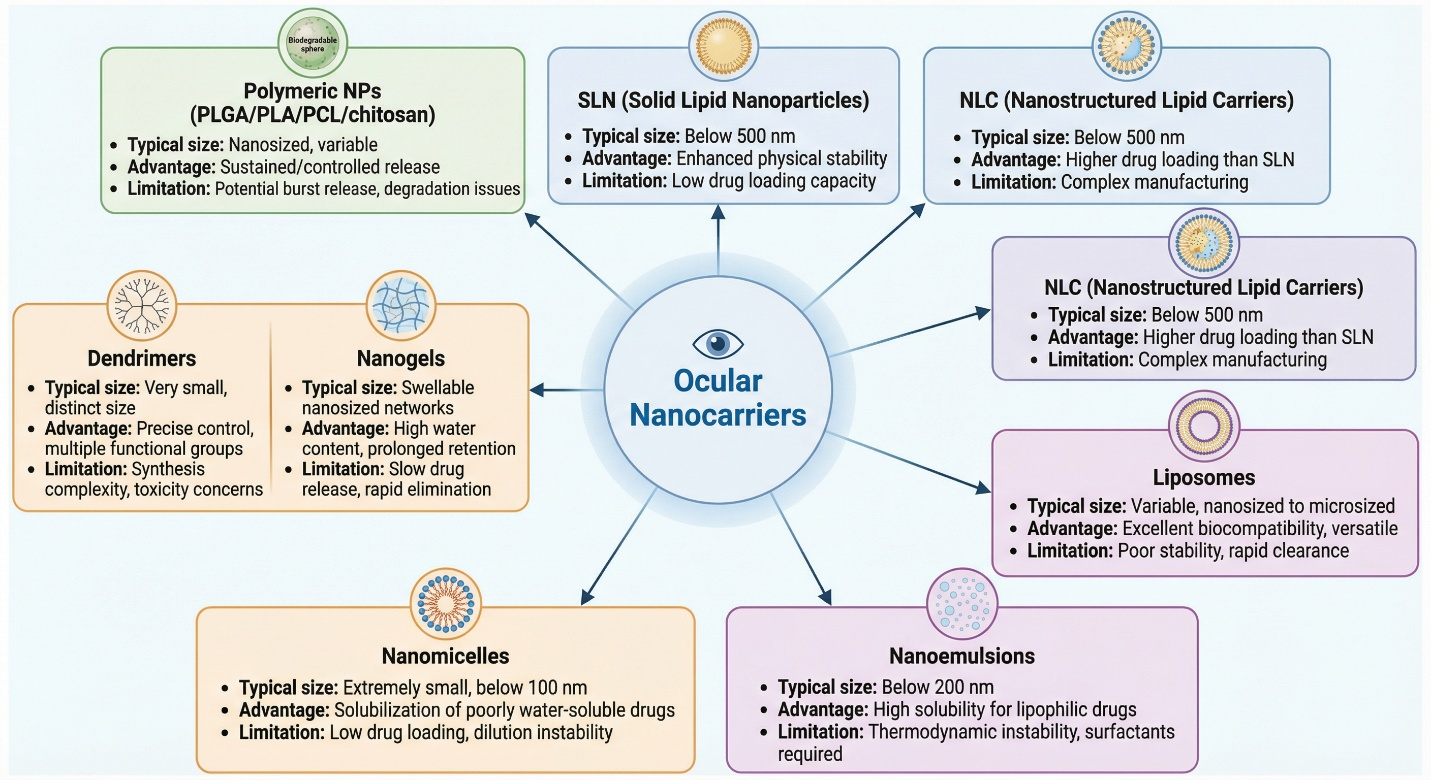 Biodegradable
sphere
Polymeric NPs
(PLGA/PLA/PCL/chitosan)
• Typical size: Nanosized, variable
• Advantage: Sustained/controlled release
• Limitation: Potential burst release, degradation issues
SLN (Solid Lipid Nanoparticles)
• Typical size: Below 500 nm
• Advantage: Enhanced physical stability
• Limitation: Low drug loading capacity
NLC (Nanostructured Lipid Carriers)
• Typical size: Below 500 nm
• Advantage: Higher drug loading than SLN
• Limitation: Complex manufacturing
NLC (Nanostructured Lipid Carriers)
• Typical size: Below 500 nm
• Advantage: Higher drug loading than SLN
• Limitation: Complex manufacturing
Dendrimers
• Typical size: Very small,
distinct size
• Advantage: Precise control,
multiple functional groups
• Limitation: Synthesis
complexity, toxicity concerns
Nanogels
• Typical size: Swellable
nanosized networks
• Advantage: High water
content, prolonged retention
• Limitation: Slow drug
release, rapid elimination
Ocular
Nanocarriers
Liposomes
• Typical size: Variable, nanosized to microsized
• Advantage: Excellent biocompatibility, versatile
• Limitation: Poor stability, rapid clearance
Nanomicelles
• Typical size: Extremely small, below 100 nm
• Advantage: Solubilization of poorly water-soluble drugs
• Limitation: Low drug loading, dilution instability
Nanoemulsions
• Typical size: Below 200 nm
• Advantage: High solubility for lipophilic drugs
• Limitation: Thermodynamic instability, surfactants
required